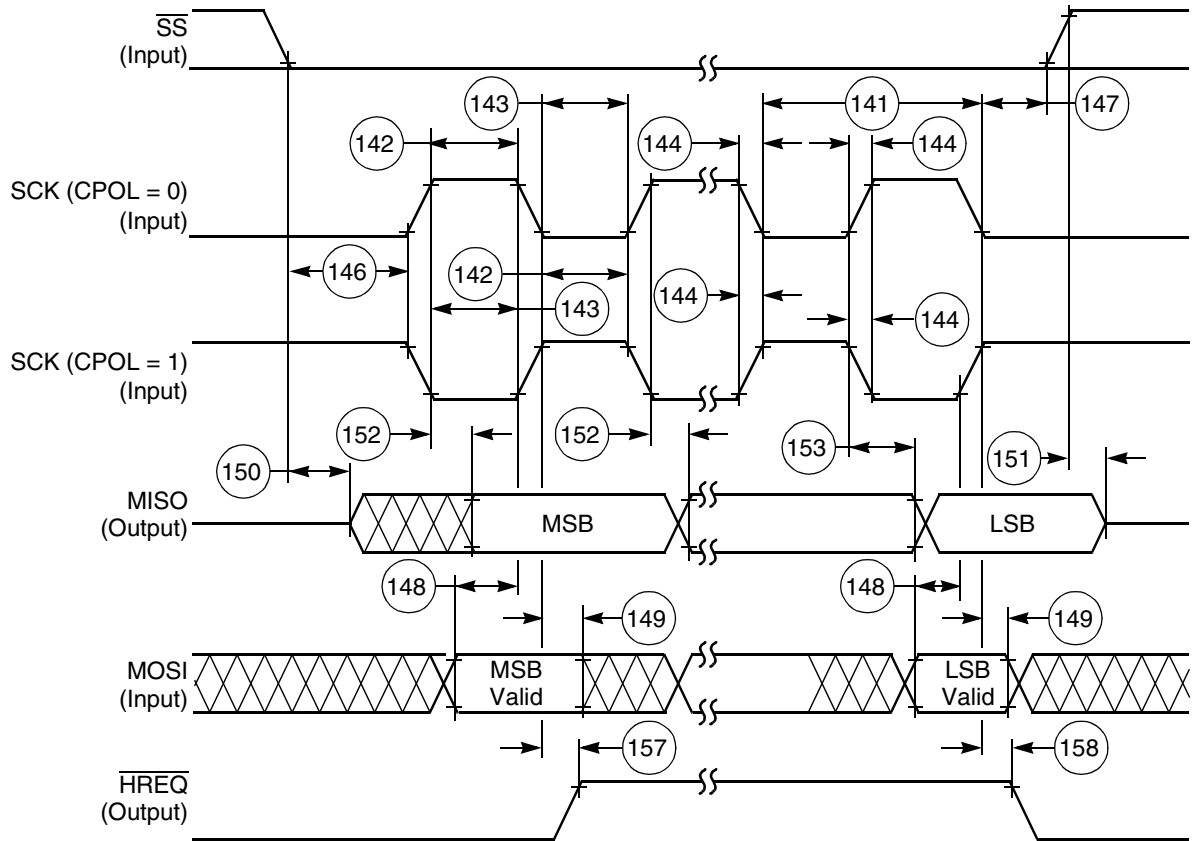 SS
(Input)
143
141
147
142
144
144
SCK (CPOL = 0)
(Input)
146
142
144
143
144
SCK (CPOL = 1)
(Input)
152
152
153
150
151
MISO
(Output)
MSB
LSB
148
148
149
149
MOSI
(Input)
MSB
Valid
LSB
Valid
157
158
HREQ
(Output)